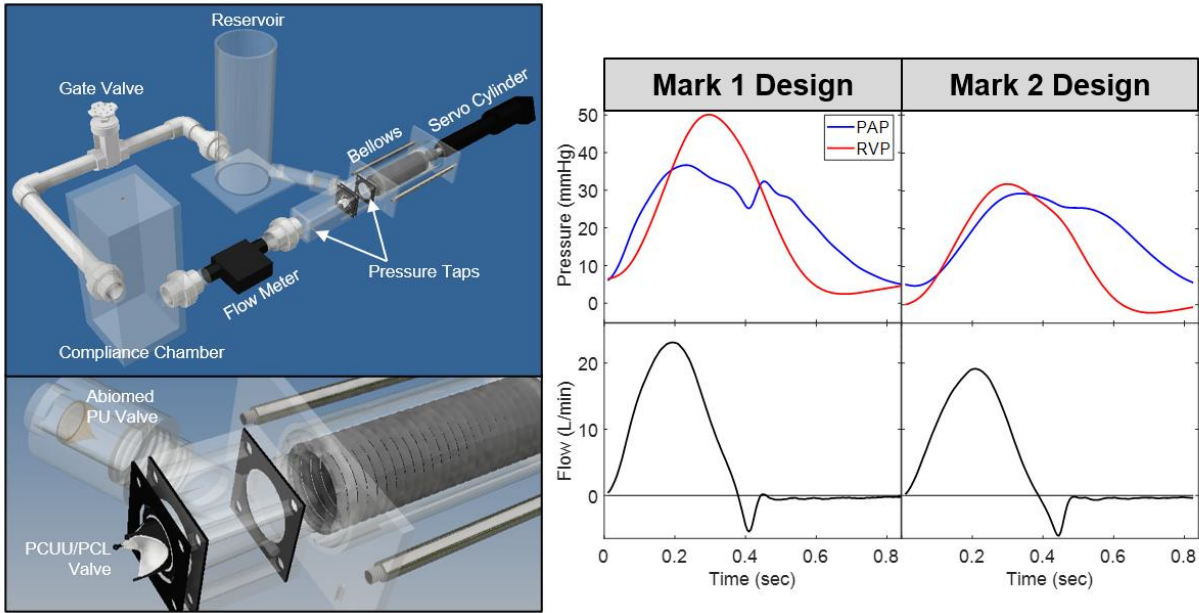 Reservoir
Gate Valve
Servo Cylinder
Bellows
Pressure Taps
Flow Meter
Compliance Chamber
Abiomed
PU Valve
PCUU/PCL
Valve
Mark 1 Design
Mark 2 Design
PAP
RVP
Pressure (mmHg)
50
40
30
20
10
0
Flow (L/min)
20
10
0
0 0.2 0.4 0.6 0.8
Time (sec)
0 0.2 0.4 0.6 0.8
Time (sec)